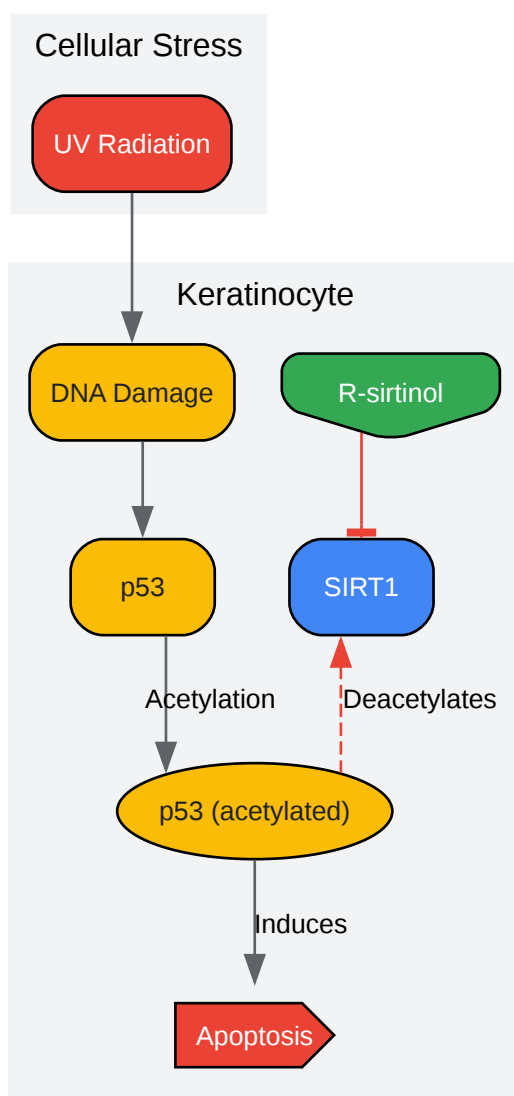 Cellular Stress
UV Radiation
Keratinocyte
DNA Damage
R-sirtinol
p53
SIRT1
Acetylation
Deacetylates
p53 (acetylated)
Induces
Apoptosis